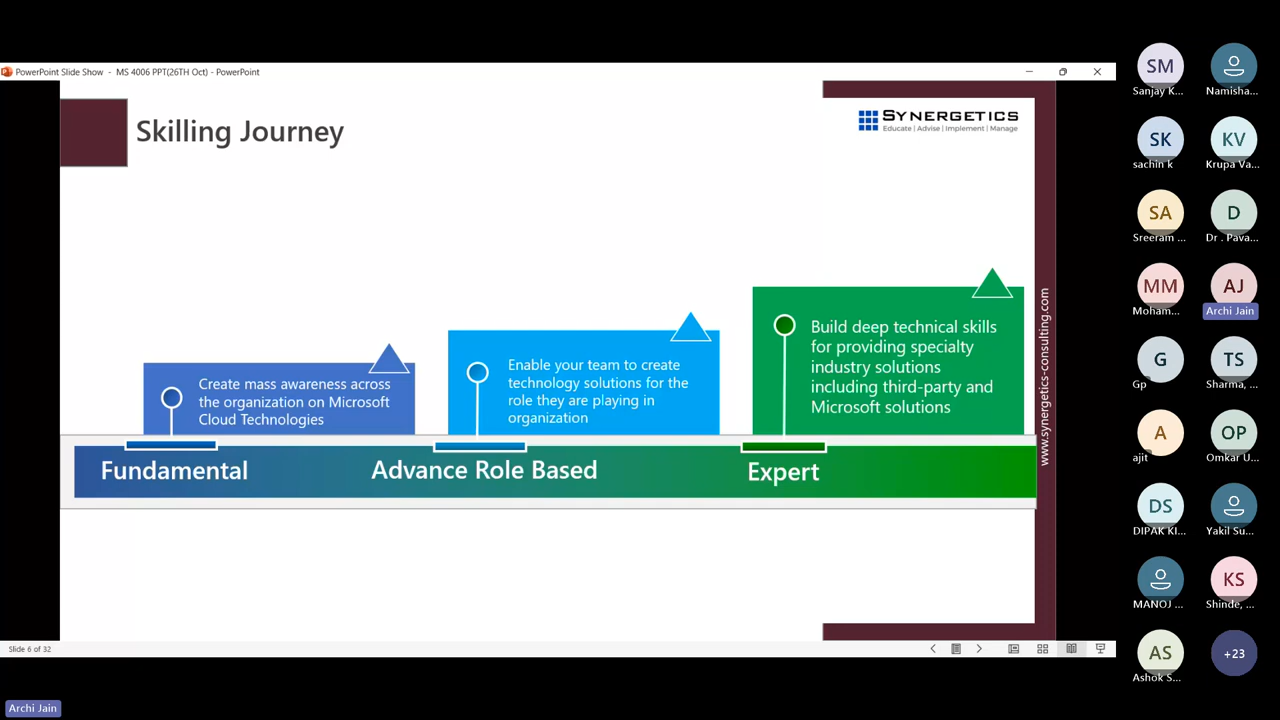 PowerPoint Slide Show - MS 4006 PPT(26TH Oct) - PowerPoint
Skilling Journey
SYNERGETICS
Educate | Advise | Implement | Manage
Create mass awareness across
the organization on Microsoft
Cloud Technologies
Enable your team to create
technology solutions for the
role they are playing in
organization
Build deep technical skills
for providing specialty
industry solutions
including third-party and
Microsoft solutions
Fundamental
Advance Role Based
Expert
www.synergetics-consulting.com
Slide 6 of 32
Archi Jain
SM
Sanjay K...
Namisha...
SK
sachin k
KV
Krupa Va...
SA
Sreeram ...
D
Dr . Pava...
MM
Moham...
AJ
Archi Jain
G
Gp
TS
Sharma, ...
A
ajit
OP
Omkar U...
DS
DIPAK KI...
Yakil Su...
MANOJ ...
KS
Shinde, ...
AS
Ashok S...
+23